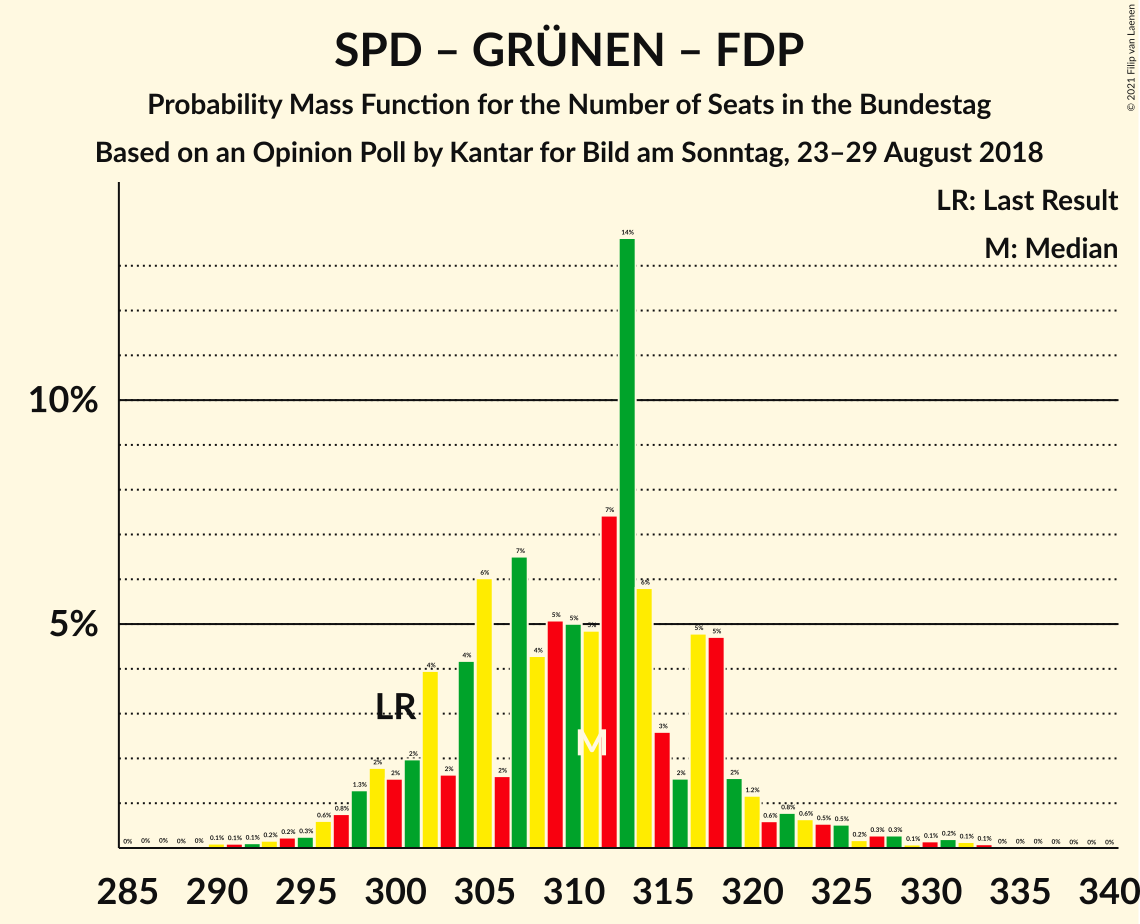 SPD – GRÜNEN – FDP
Probability Mass Function for the Number of Seats in the Bundestag
Based on an Opinion Poll by Kantar for Bild am Sonntag, 23–29 August 2018
© 2021 Filip van Laenen
LR: Last Result
M: Median
10%
5%
0% 0% 0% 0% 0% 0.1% 0.1% 0.1% 0.2% 0.2% 0.3% 0.6% 0.8% 1.3% 2% 2% 2% 4% 2% 4% 6% 2% 7% 4% 5% 5% 5% 7% 14% 6% 3% 2% 5% 5% 2% 1.2% 0.6% 0.8% 0.6% 0.5% 0.5% 0.2% 0.3% 0.3% 0.1% 0.1% 0.2% 0.1% 0.1% 0% 0% 0% 0% 0% 0% 0%
LR
M
285 290 295 300 305 310 315 320 325 330 335 340